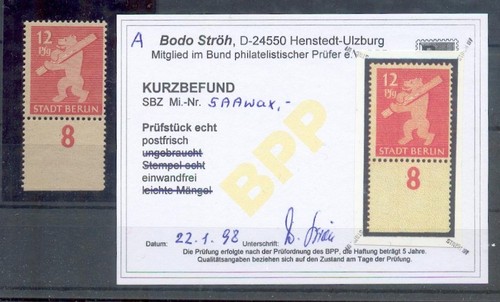 12
Pfg
STADT BERLIN
8
A
Bodo Ströh, D-24550 Henstedt-Ulzburg
Mitglied im Bund philatelistischer Prüfer e.V.
KURZBEFUND
SBZ Mi.-Nr. 5AAwax,-
Prüfstück echt
postfrisch
ungebraucht
Stempel echt
einwandfrei
leichte Mängel
BPP
12
Pfg
STADT BERLIN
8
Datum: 22.1.98 Unterschrift:
Die Prüfung erfolgte nach der Prüfordnung des BPP, die Haftung beträgt 5 Jahre.
Qualitätsangaben beziehen sich auf den Zustand am Tage der Prüfung.